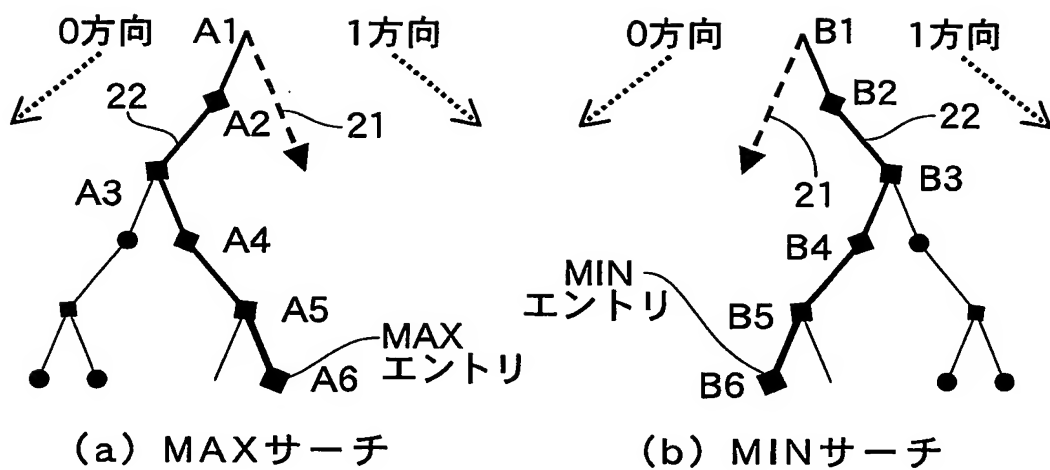 0方向
A1
1方向
22
A2
21
A3
A4
A5
MAX
エントリ
A6
(a) MAXサーチ
0方向
B1
1方向
B2
22
21
B3
B4
MIN
エントリ
B5
B6
(b) MINサーチ